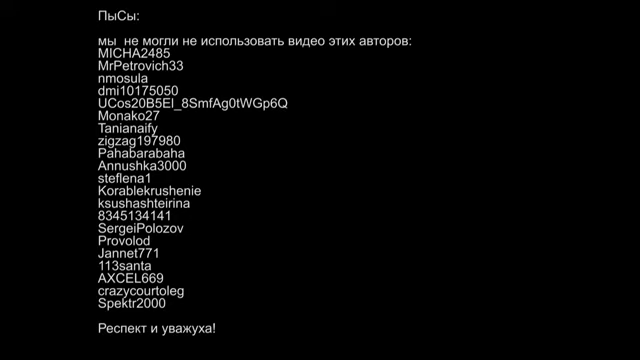 ПыСы:
мы не могли не использовать видео этих авторов:
MICHA2485
MrPetrovich33
nmosula
dmi10175050
UCos20B5EI_8SmfAg0tWGp6Q
Monako27
Tanianaify
zigzag197980
Pahabarabaha
Annushka3000
steflena1
Korablekrushenie
ksushashteirina
8345134141
SergeiPolozov
Provolod
Jannet771
113santa
AXCEL669
crazycourtoleg
Spektr2000
Респект и уважуха!